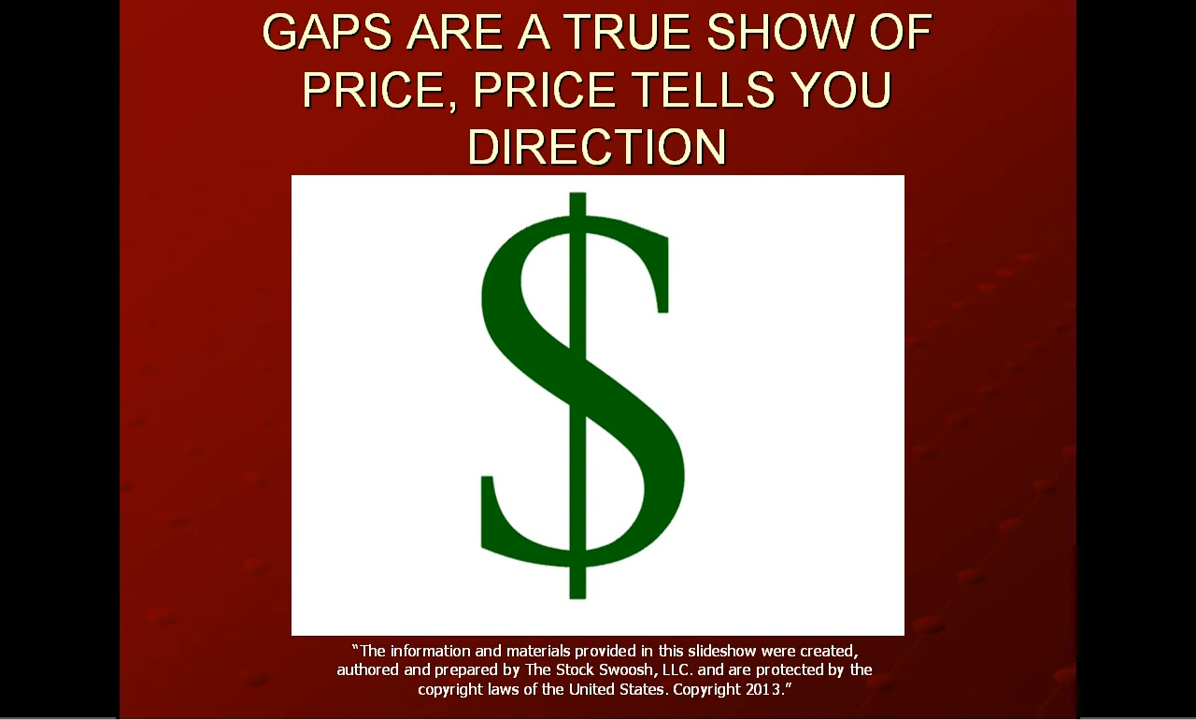 GAPS ARE A TRUE SHOW OF
PRICE, PRICE TELLS YOU
DIRECTION
$
“The information and materials provided in this slideshow were created,
authored and prepared by The Stock Swoosh, LLC. and are protected by the
copyright laws of the United States. Copyright 2013.”